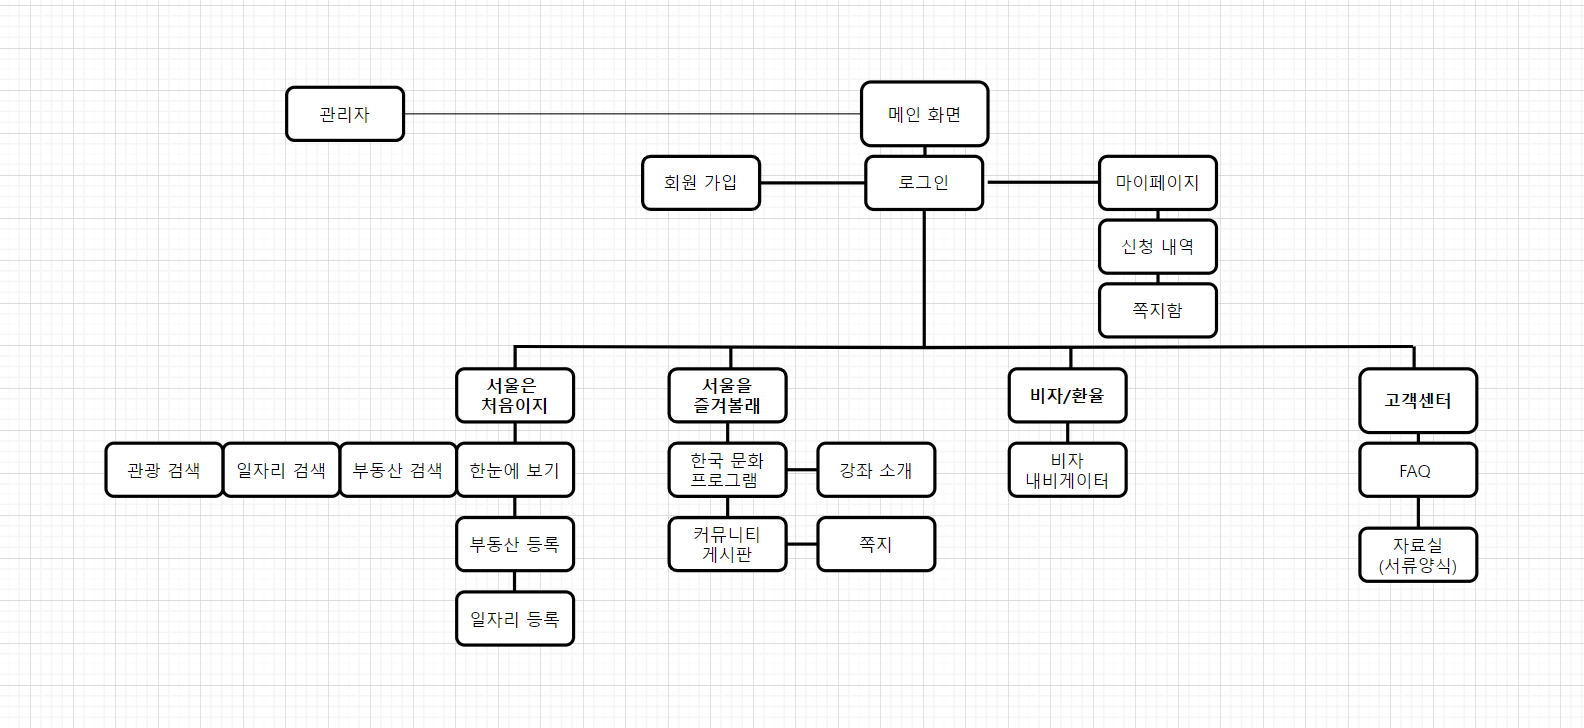 관리자
메인 화면
회원 가입
로그인
마이페이지
신청 내역
쪽지함
서울은
처음이지
서울을
즐겨볼래
비자/환율
고객센터
관광 검색
일자리 검색
부동산 검색
한눈에 보기
한국 문화
프로그램
강좌 소개
비자
내비게이터
FAQ
부동산 등록
커뮤니티
게시판
쪽지
자료실
(서류양식)
일자리 등록